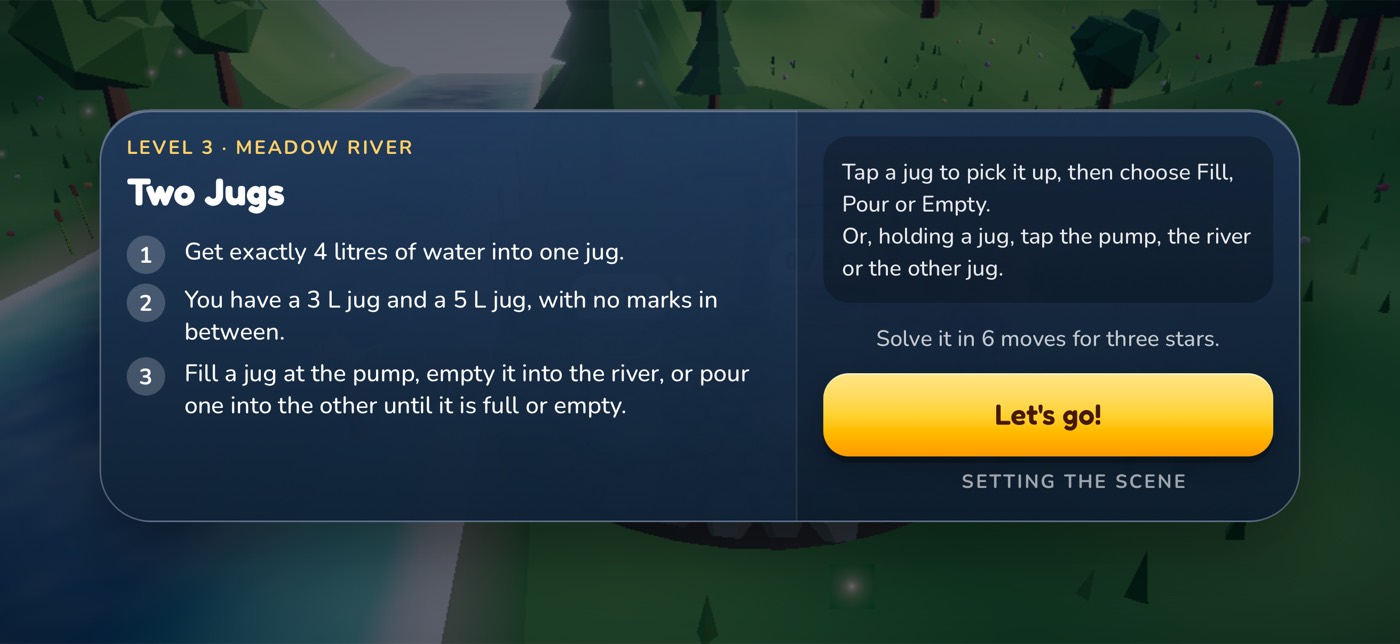 LEVEL 3 · MEADOW RIVER
Two Jugs
1 Get exactly 4 litres of water into one jug.
2 You have a 3 L jug and a 5 L jug, with no marks in
between.
3 Fill a jug at the pump, empty it into the river, or pour
one into the other until it is full or empty.
Tap a jug to pick it up, then choose Fill,
Pour or Empty.
Or, holding a jug, tap the pump, the river
or the other jug.
Solve it in 6 moves for three stars.
Let's go!
SETTING THE SCENE